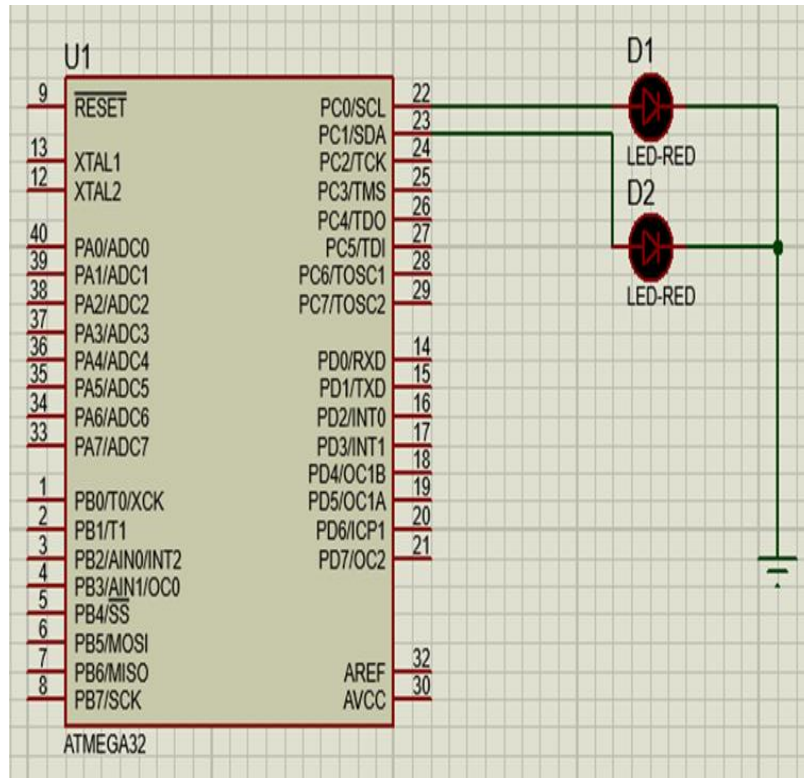 U1
9 RESET
13 XTAL1
12 XTAL2
40 PA0/ADC0
39 PA1/ADC1
38 PA2/ADC2
37 PA3/ADC3
36 PA4/ADC4
35 PA5/ADC5
34 PA6/ADC6
33 PA7/ADC7
1 PB0/T0/XCK
2 PB1/T1
3 PB2/AIN0/INT2
4 PB3/AIN1/OC0
5 PB4/SS
6 PB5/MOSI
7 PB6/MISO
8 PB7/SCK
PC0/SCL 22
PC1/SDA 23
PC2/TCK 24
PC3/TMS 25
PC4/TDO 26
PC5/TDI 27
PC6/TOSC1 28
PC7/TOSC2 29
PD0/RXD 14
PD1/TXD 15
PD2/INT0 16
PD3/INT1 17
PD4/OC1B 18
PD5/OC1A 19
PD6/ICP1 20
PD7/OC2 21
AREF 32
AVCC 30
ATMEGA32
D1
LED-RED
D2
LED-RED